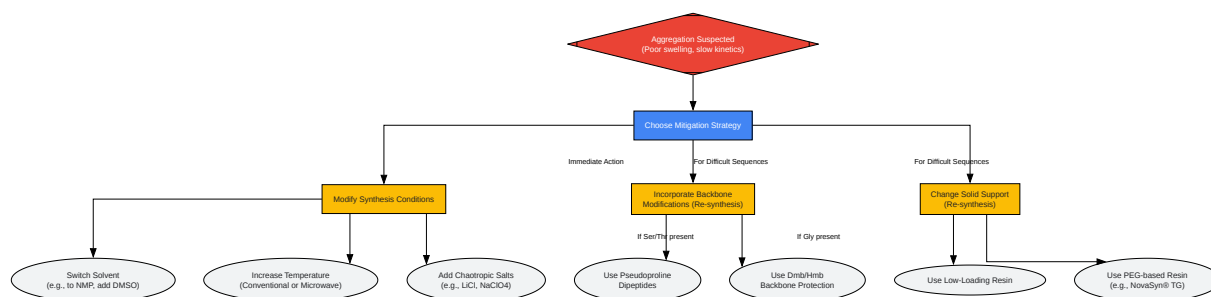 Aggregation Suspected
(Poor swelling, slow kinetics)
Choose Mitigation Strategy
Immediate Action
For Difficult Sequences
For Difficult Sequences
Modify Synthesis Conditions
Incorporate Backbone
Modifications (Re-synthesis)
Change Solid Support
(Re-synthesis)
If Ser/Thr present
If Gly present
Switch Solvent
(e.g., to NMP, add DMSO)
Increase Temperature
(Conventional or Microwave)
Add Chaotropic Salts
(e.g., LiCl, NaClO4)
Use Pseudoproline
Dipeptides
Use Dmb/Hmb
Backbone Protection
Use Low-Loading Resin
Use PEG-based Resin
(e.g., NovaSyn® TG)